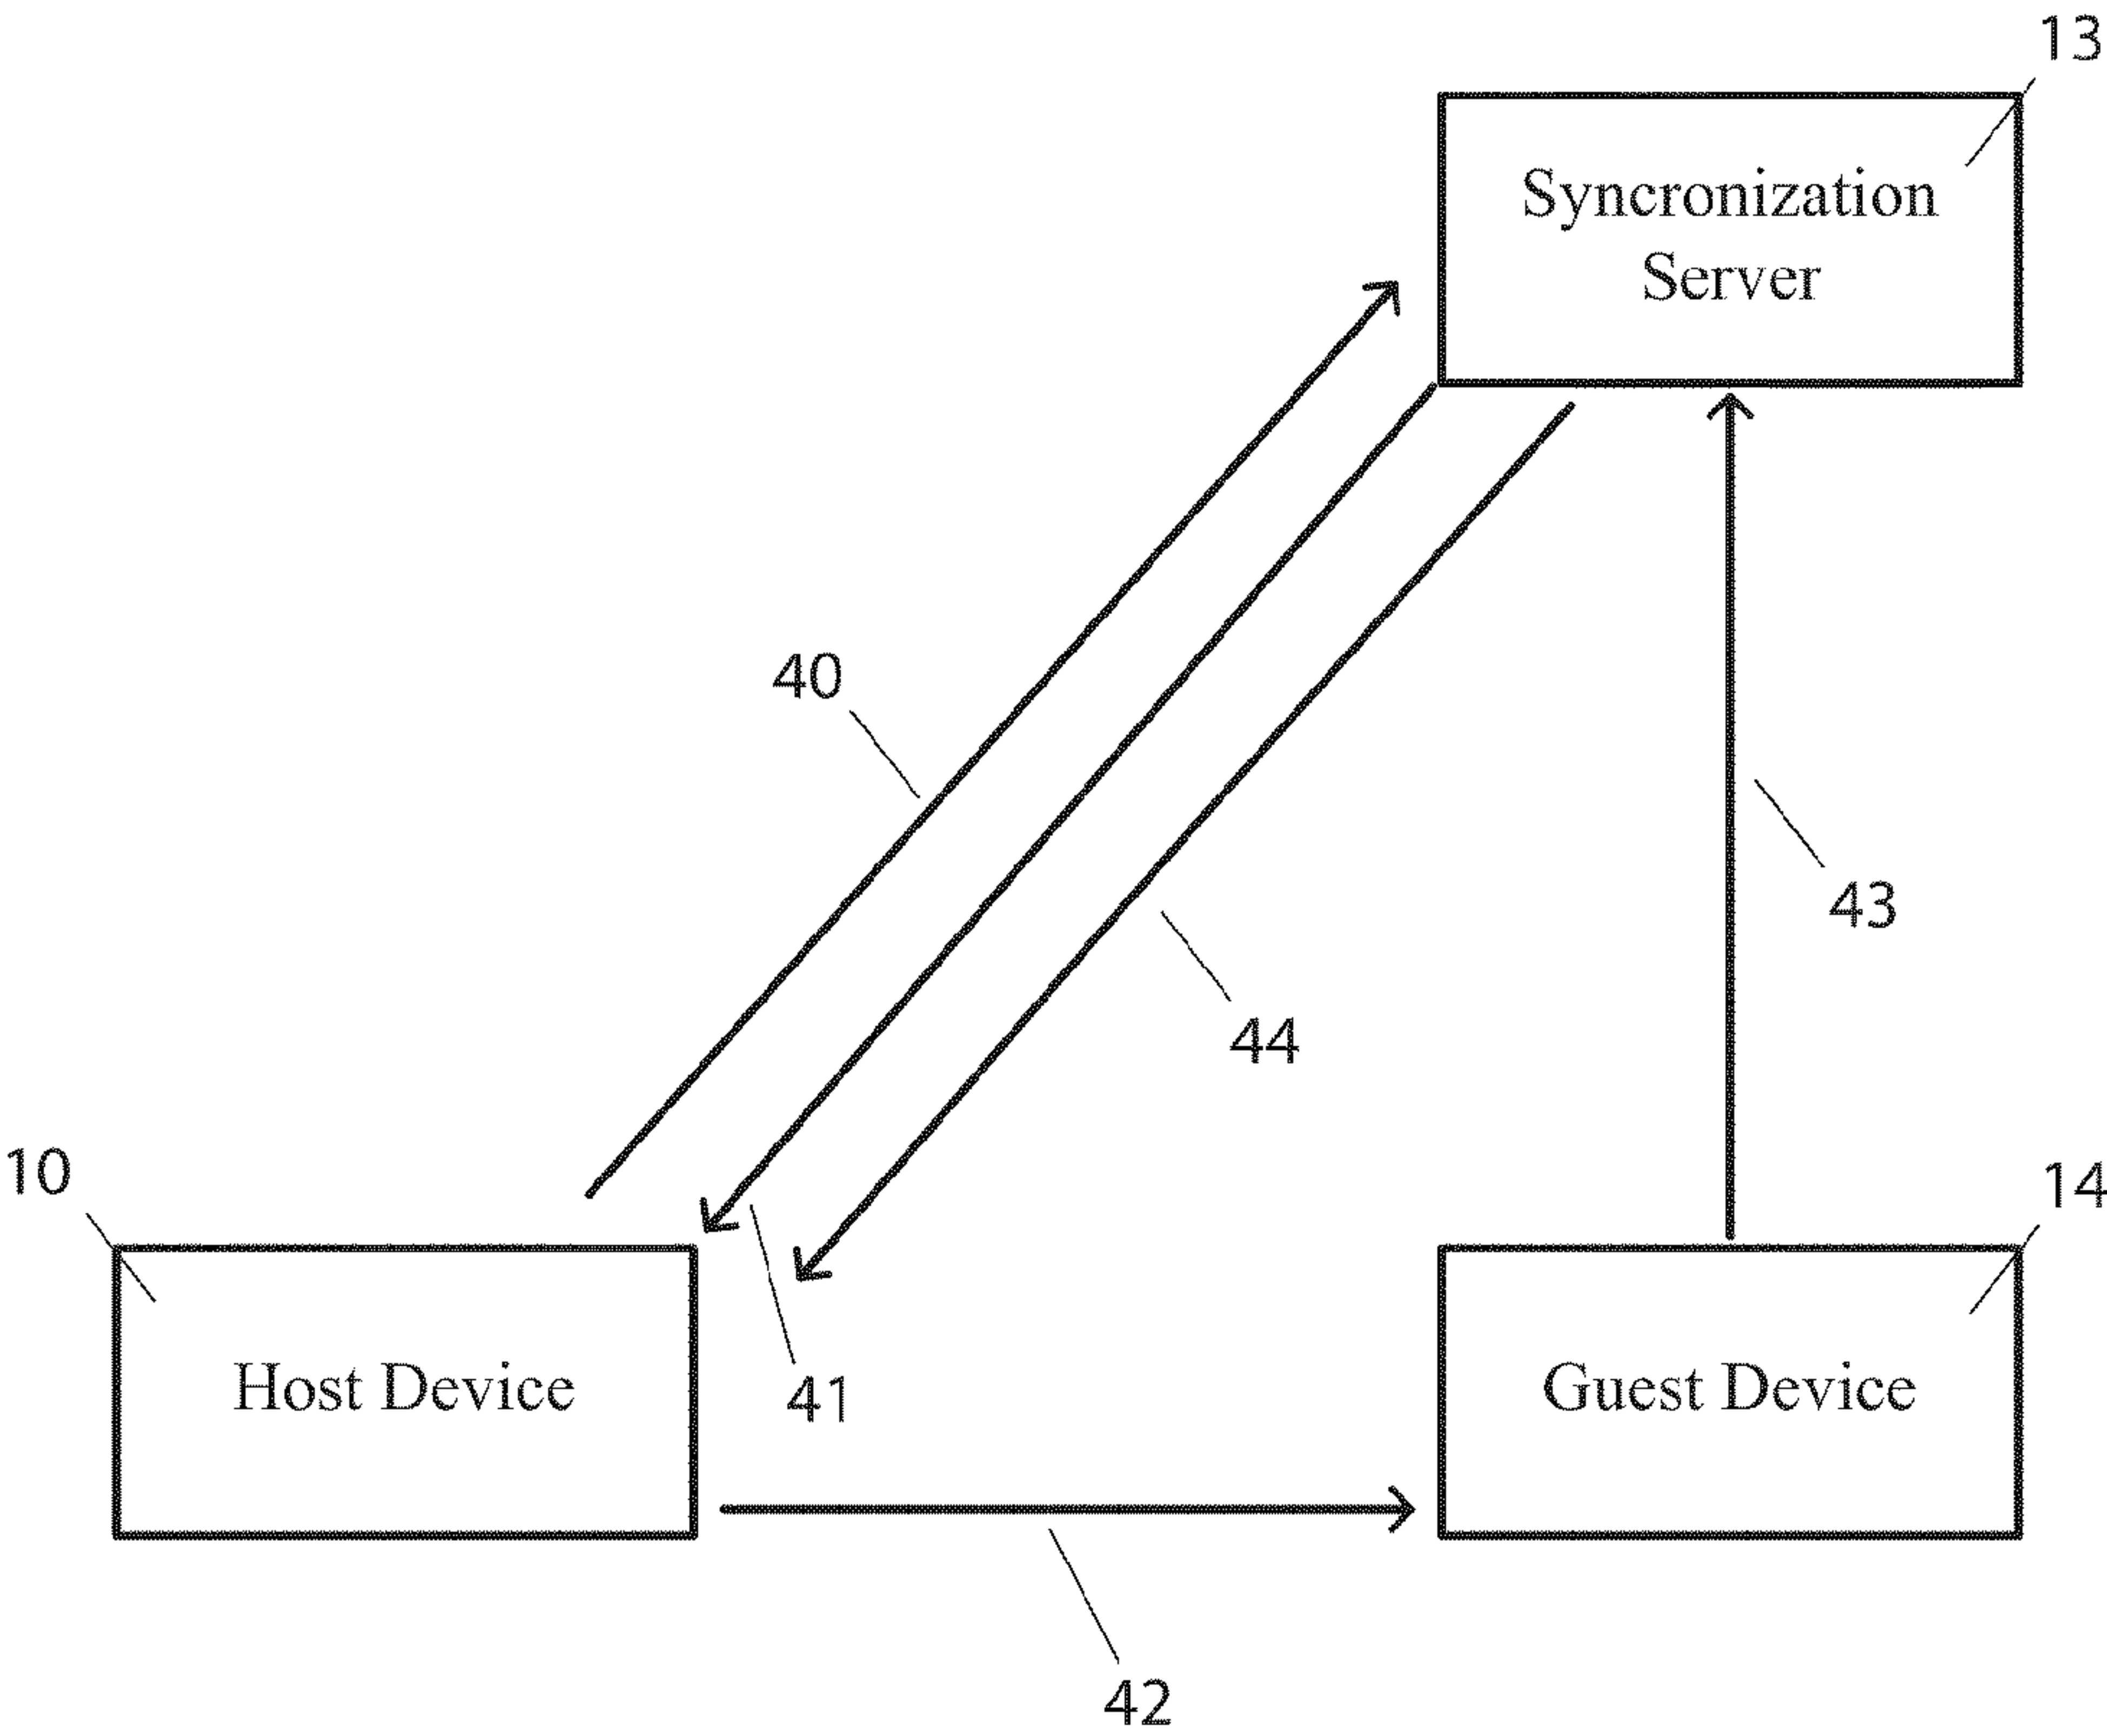 13
Syncronization
Server
40
43
44
10
14
Host Device
41
Guest Device
42